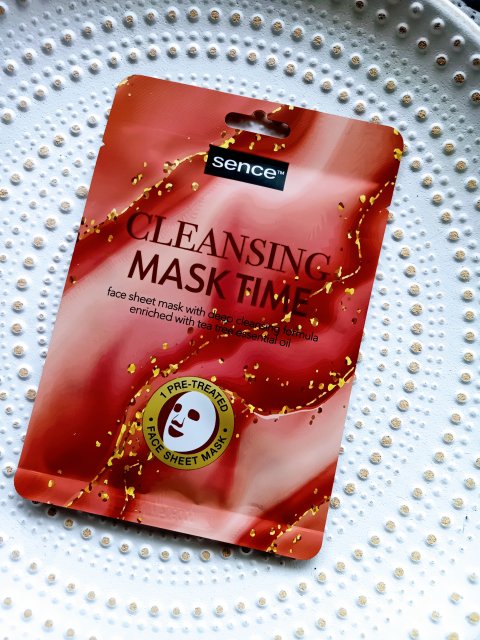 sence™
CLEANSING
MASK TIME
face sheet mask with deep cleansing formula
enriched with tea tree essential oil
1 PRE-TREATED
• FACE SHEET MASK •